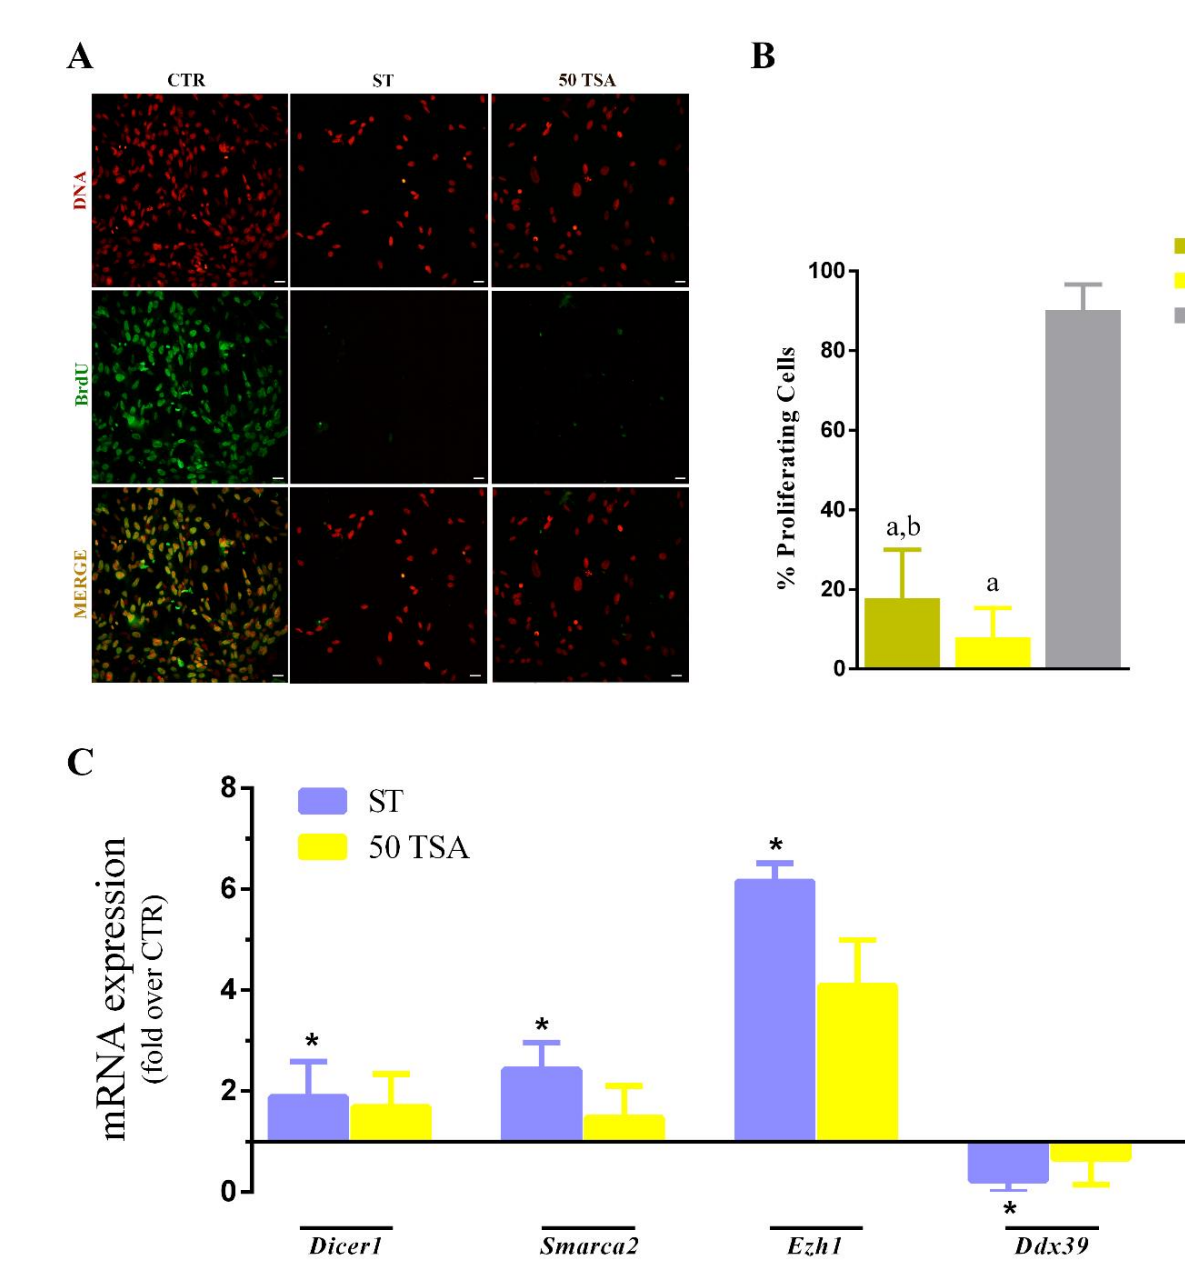 A
CTR ST 50 TSA
DNA
BrdU
MERGE
B
% Proliferating Cells
100
80
60
40
20
0
a,b
a
C
mRNA expression
(fold over CTR)
8
6
4
2
0
ST
50 TSA
*
*
*
*
Dicer1 Smarca2 Ezh1 Ddx39